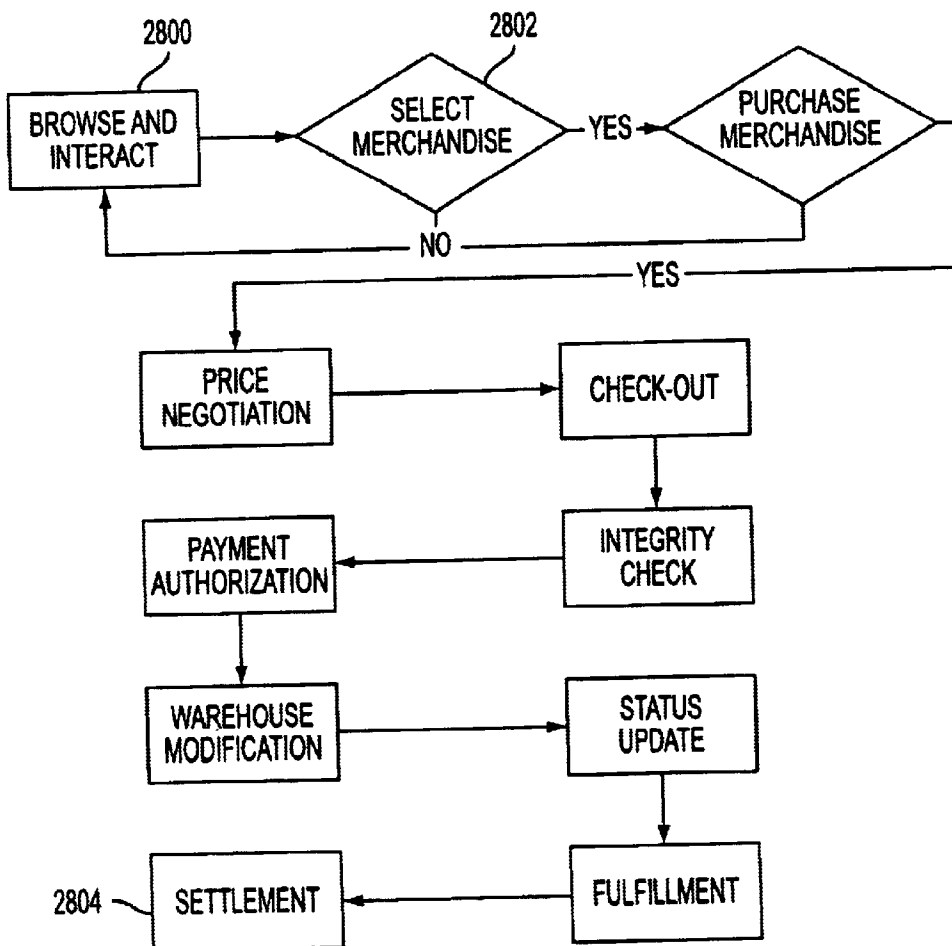 2800
2802
BROWSE AND
INTERACT
SELECT
MERCHANDISE
YES
PURCHASE
MERCHANDISE
NO
YES
PRICE
NEGOTIATION
CHECK-OUT
PAYMENT
AUTHORIZATION
INTEGRITY
CHECK
WAREHOUSE
MODIFICATION
STATUS
UPDATE
2804
SETTLEMENT
FULFILLMENT